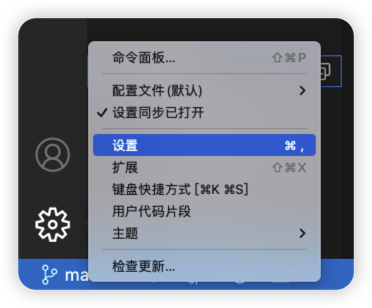 命令面板... ⇧⌘P
配置文件(默认)
✓ 设置同步已打开
设置 ⌘,
扩展 ⇧⌘X
键盘快捷方式 [⌘K ⌘S]
用户代码片段
主题
检查更新...
ma